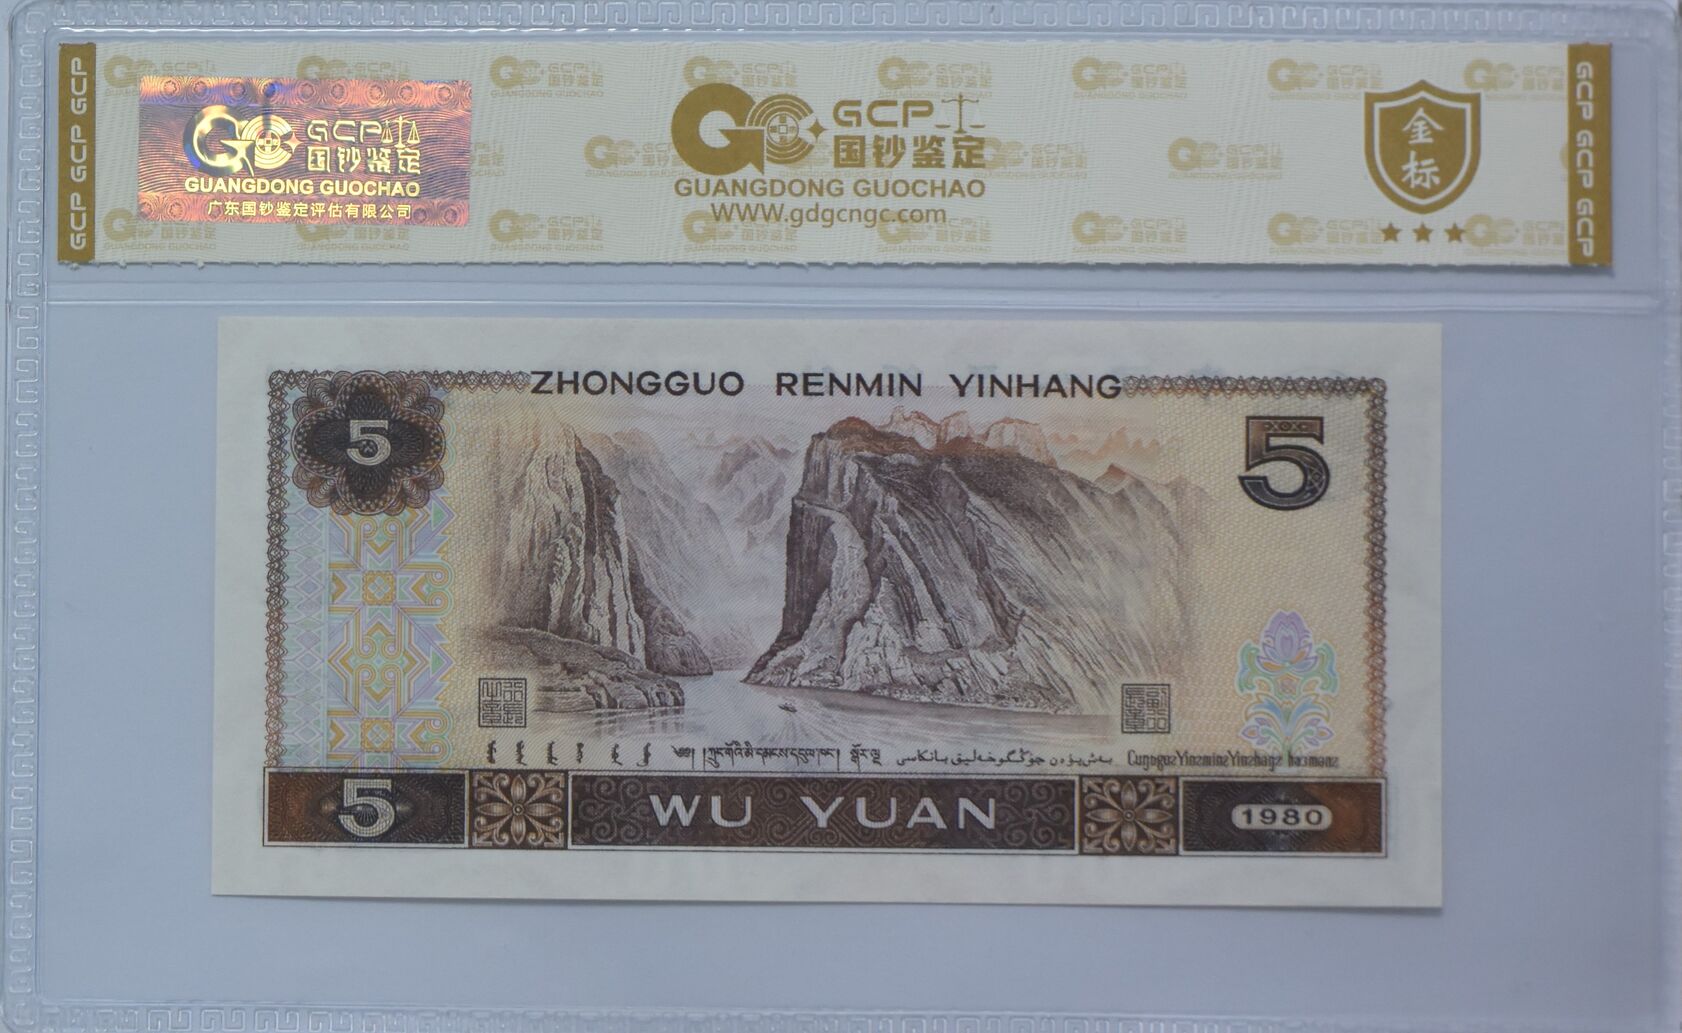 GCP GCP GCP
GCP 国钞鉴定
GUANGDONG GUOCHAO
广东国钞鉴定评估有限公司
GCP 国钞鉴定
GUANGDONG GUOCHAO
WWW.gdgcngc.com
金标
GCP GCP GCP
ZHONGGUO RENMIN YINHANG
5
5
5
WU YUAN
1980